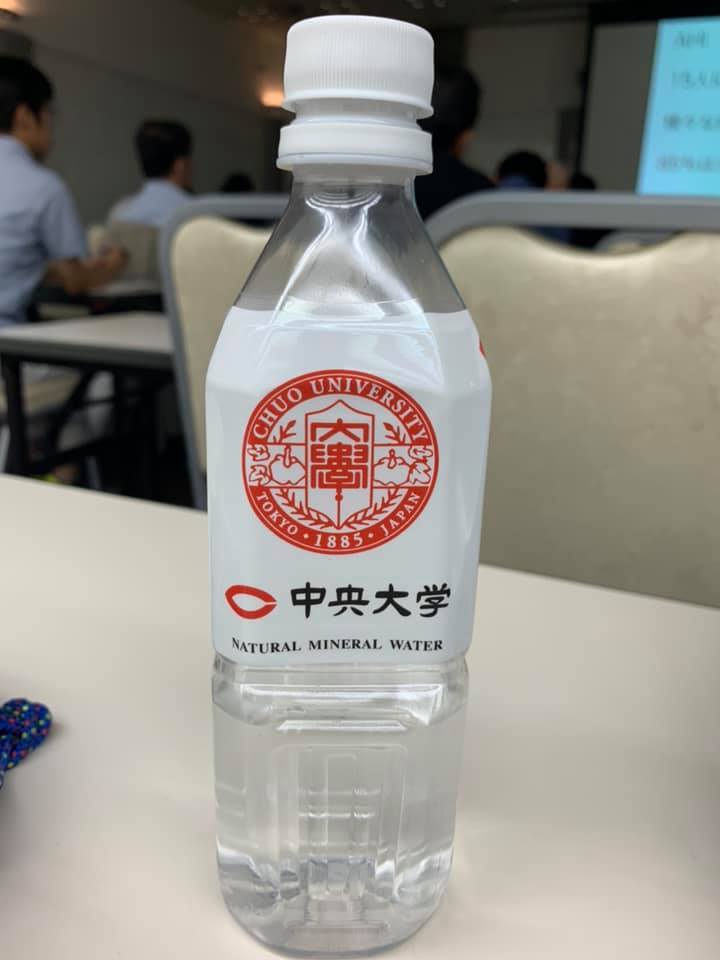 CHUO UNIVERSITY
大學
TOKYO・1885・JAPAN
中央大学
NATURAL MINERAL WATER